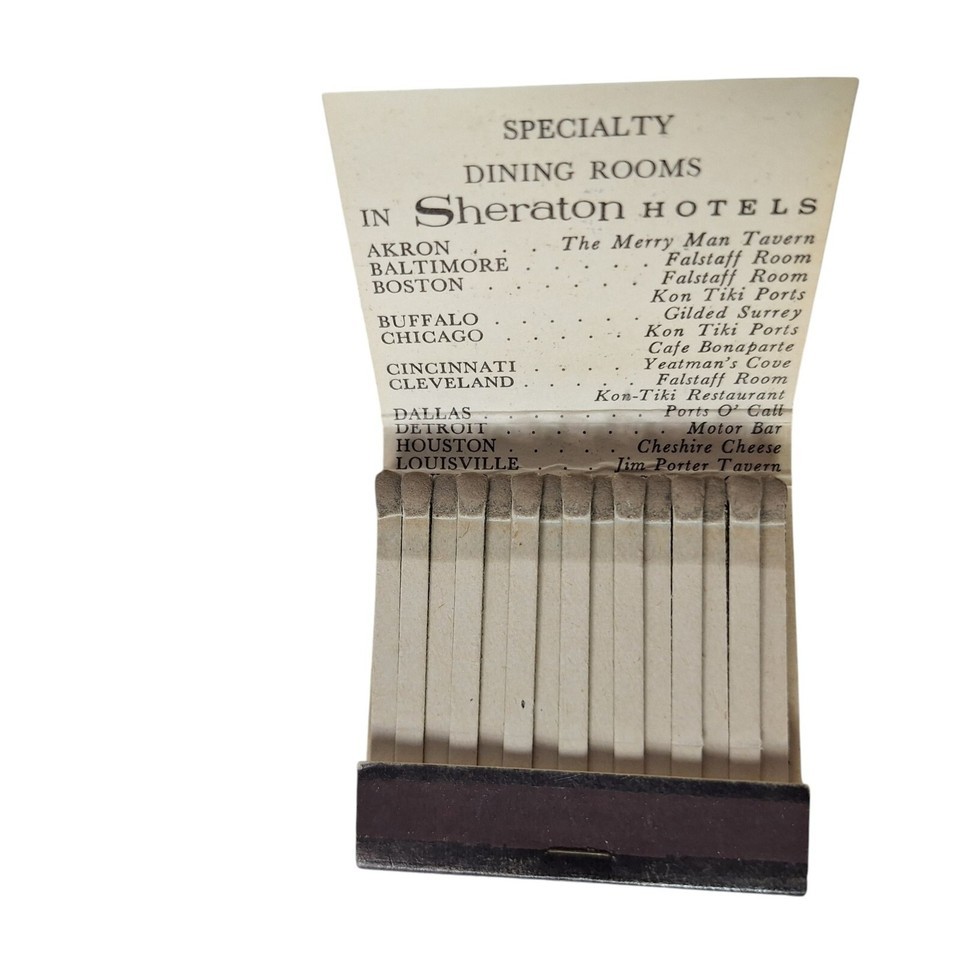 SPECIALTY
DINING ROOMS
IN Sheraton HOTELS
AKRON . . . The Merry Man Tavern
BALTIMORE . . . . . . Falstaff Room
BOSTON . . . . . . . Falstaff Room
Kon Tiki Ports
BUFFALO . . . . . . Gilded Surrey
CHICAGO . . . . . . Kon Tiki Ports
Cafe Bonaparte
CINCINNATI . . . . . Yeatman's Cove
CLEVELAND . . . . . Falstaff Room
Kon-Tiki Restaurant
DALLAS . . . . . . . Ports O' Call
DETROIT . . . . . . . Motor Bar
HOUSTON . . . . . Cheshire Cheese
LOUISVILLE . . . . Jim Porter Tavern